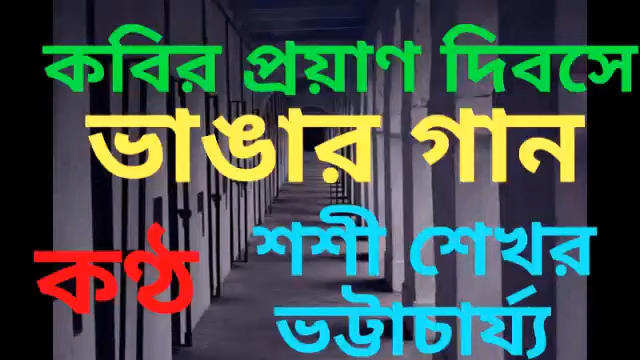 কবির প্রয়াণ দিবসে
ভাঙার গান
কণ্ঠ
শশী শেখর
ভট্টাচার্য্য